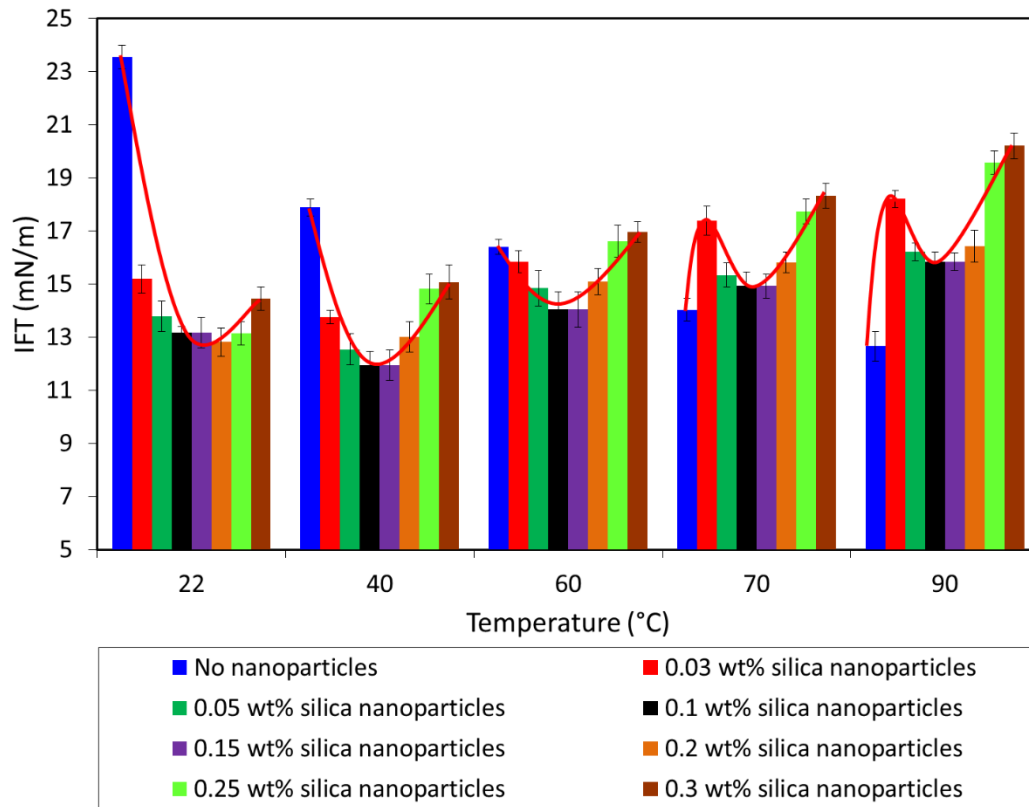 25
23
21
19
17
15
13
11
9
7
5
IFT (mN/m)
22 40 60 70 90
Temperature (°C)
No nanoparticles 0.03 wt% silica nanoparticles
0.05 wt% silica nanoparticles 0.1 wt% silica nanoparticles
0.15 wt% silica nanoparticles 0.2 wt% silica nanoparticles
0.25 wt% silica nanoparticles 0.3 wt% silica nanoparticles